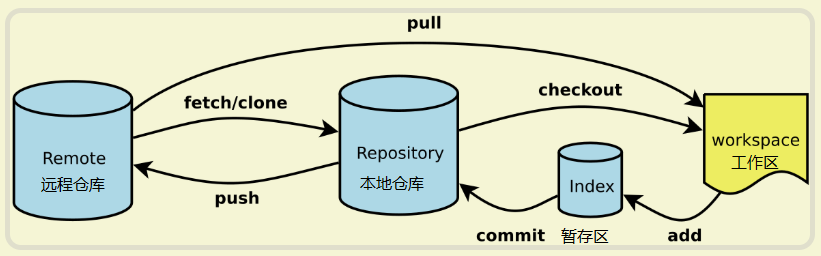 pull
fetch/clone
checkout
Remote
远程仓库
Repository
本地仓库
workspace
工作区
Index
push
commit
暂存区
add